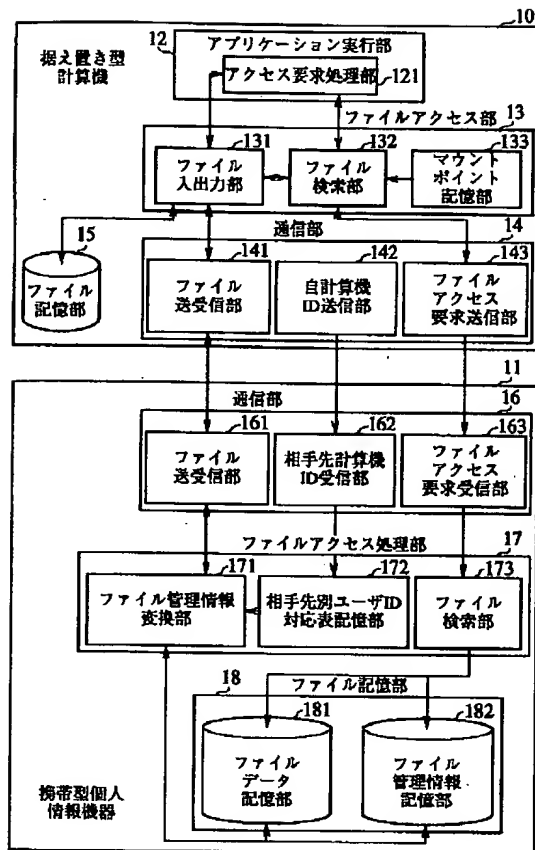 10
据え置き型
計算機
12
アプリケーション実行部
アクセス要求処理部
121
ファイルアクセス部
13
131
ファイル
入出力部
132
ファイル
検索部
133
マウント
ポイント
記憶部
15
ファイル
記憶部
通信部
14
141
ファイル
送受信部
142
自計算機
ID送信部
143
ファイル
アクセス
要求送信部
11
通信部
16
161
ファイル
送受信部
162
相手先計算機
ID受信部
163
ファイル
アクセス
要求受信部
ファイルアクセス処理部
17
171
ファイル管理情報
変換部
172
相手先別ユーザID
対応表記憶部
173
ファイル
検索部
18
ファイル記憶部
181
ファイル
データ
記憶部
182
ファイル
管理情報
記憶部
携帯型個人
情報機器